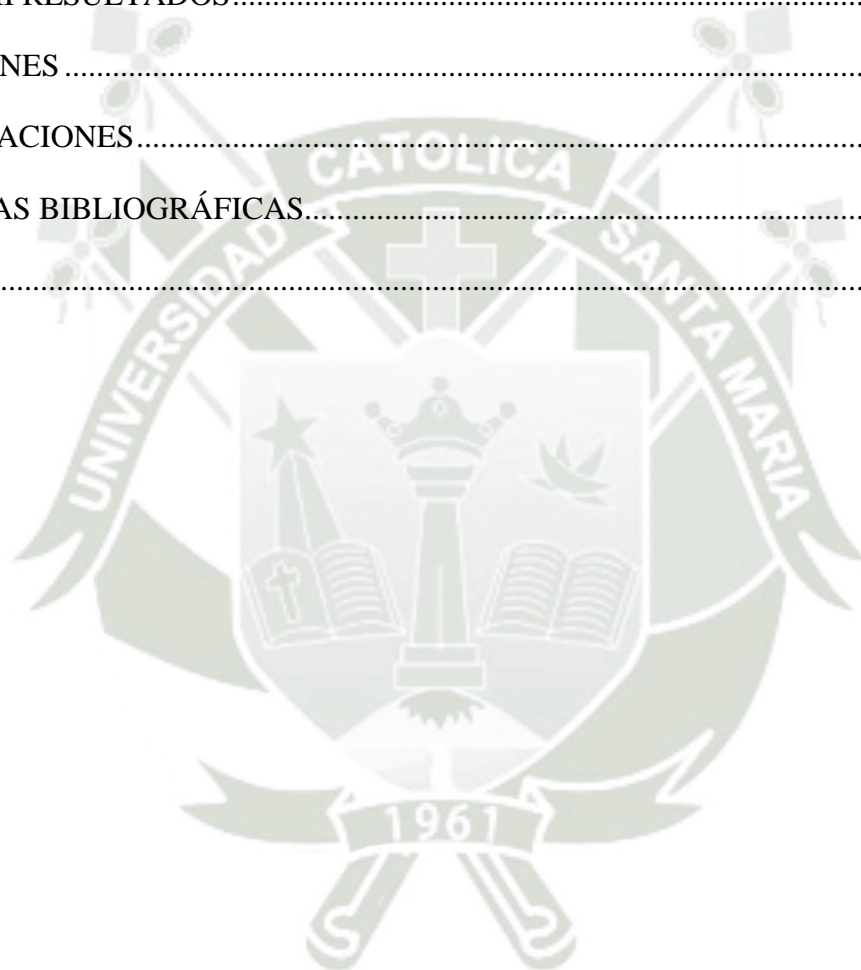 RESULTADOS................................................................
NES................................................................
ACIONES................................................................
AS BIBLIOGRÁFICAS................................................................
................................................................
UNIVERSIDAD CATOLICA SANTA MARIA
1961